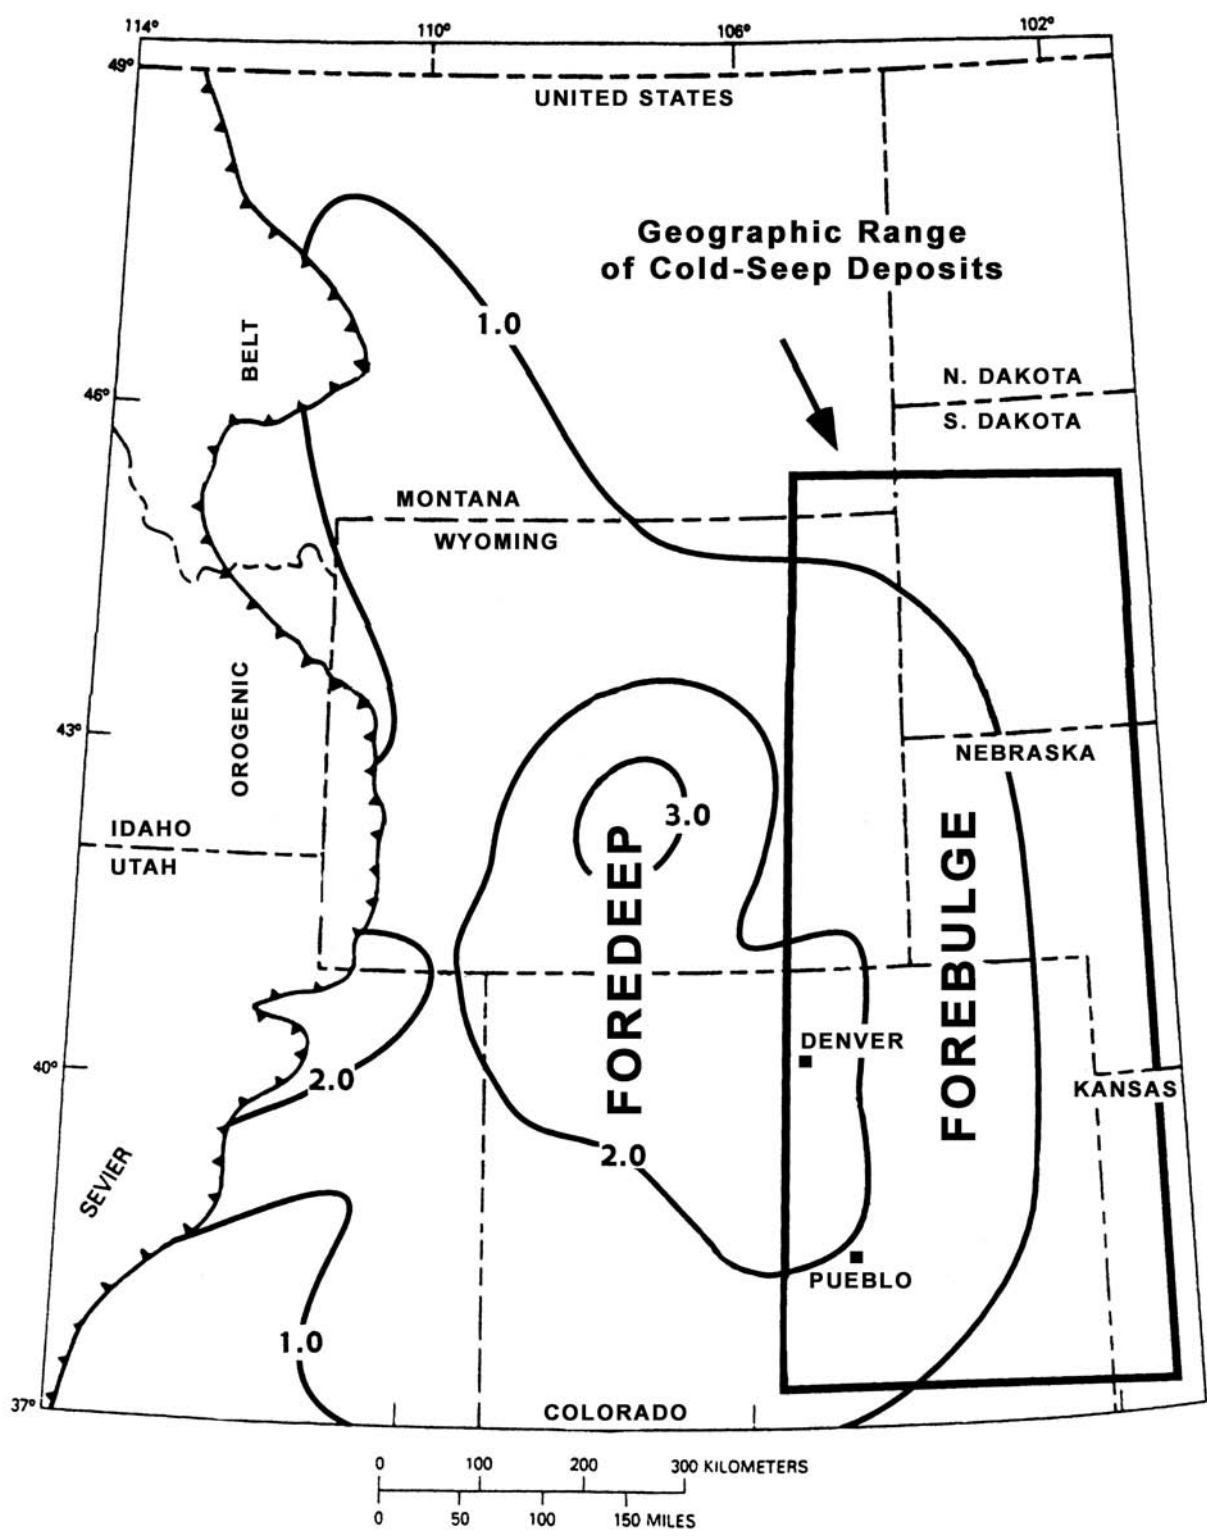 114°
110°
106°
102°
49°
UNITED STATES
Geographic Range
of Cold-Seep Deposits
1.0
BELT
N. DAKOTA
46°
S. DAKOTA
MONTANA
WYOMING
OROGENIC
43°
NEBRASKA
3.0
IDAHO
UTAH
FOREDEEP
FOREBULGE
DENVER
40°
2.0
KANSAS
2.0
SEVIER
PUEBLO
1.0
37°
COLORADO
0 100 200 300 KILOMETERS
0 50 100 150 MILES